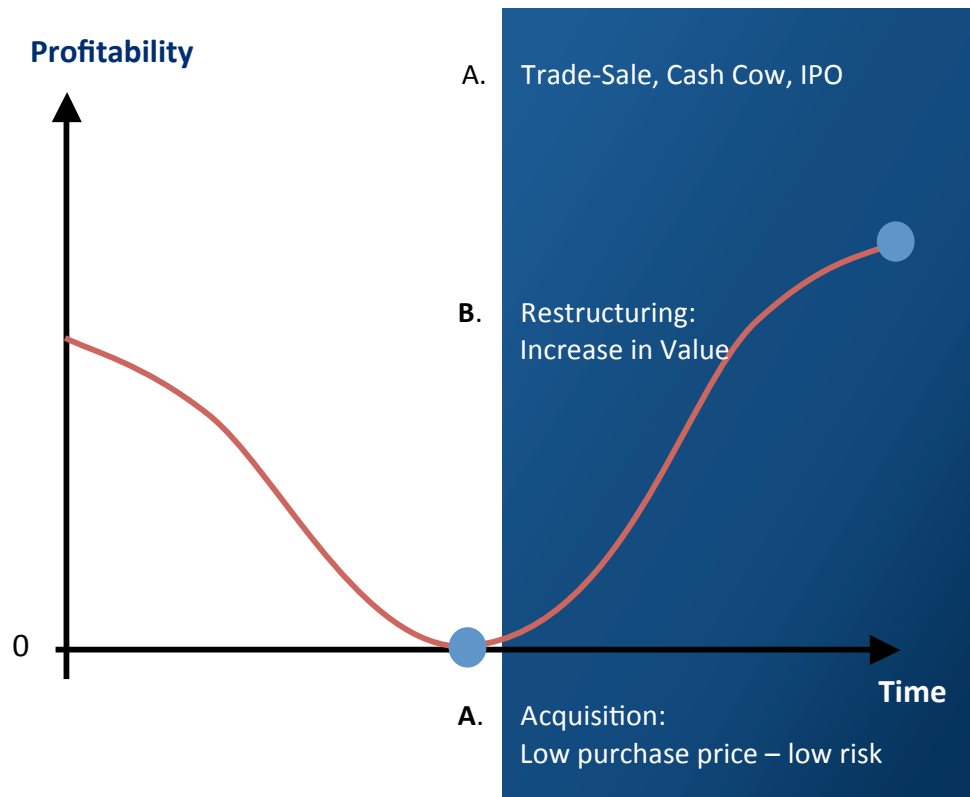 Profitability
A. Trade-Sale, Cash Cow, IPO
B. Restructuring:
Increase in Value
0
Time
A. Acquisition:
Low purchase price – low risk